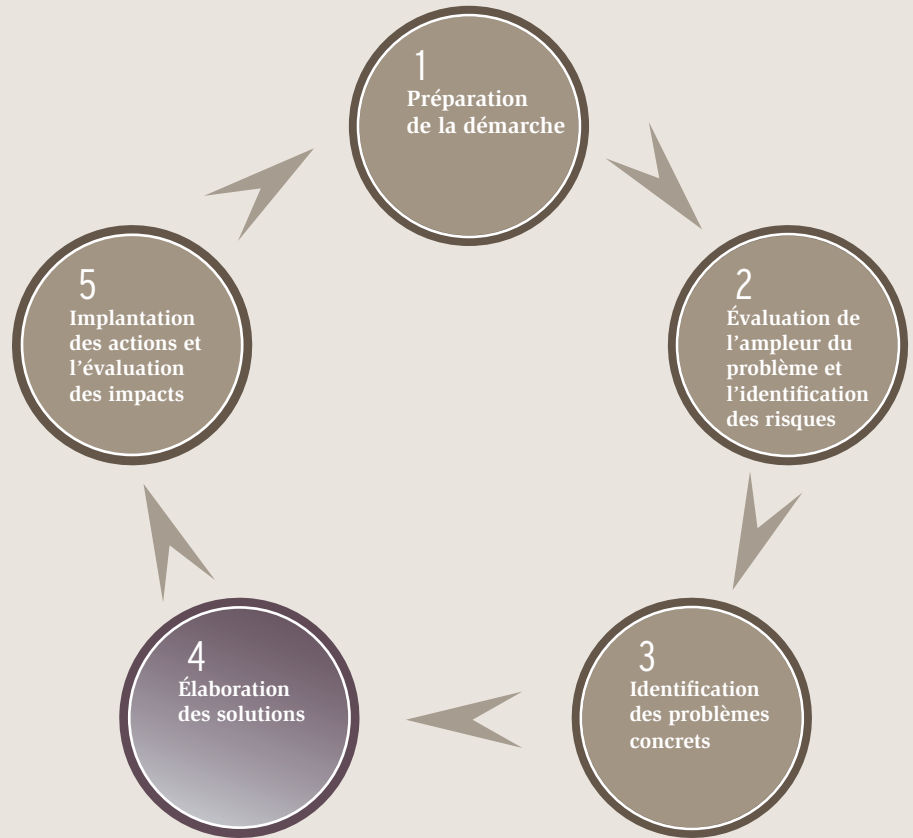 1
Préparation
de la démarche
2
Évaluation de
l'ampleur du
problème et
l'identification
des risques
3
Identification
des problèmes
concrets
4
Élaboration
des solutions
5
Implantation
des actions et
l'évaluation
des impacts